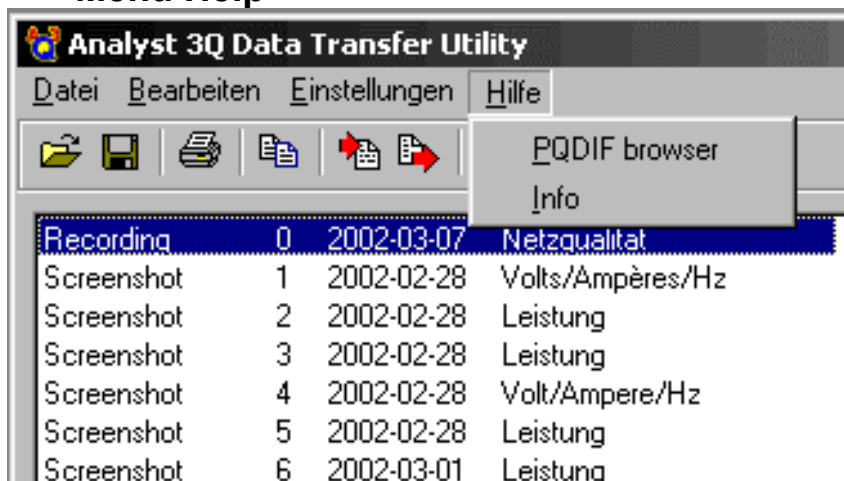 Menu Help
Analyst 3Q Data Transfer Utility
Datei Bearbeiten Einstellungen Hilfe
PQDIF browser
Info
Recording 0 2002-03-07 Netzqualitat
Screenshot 1 2002-02-28 Volts/Ampères/Hz
Screenshot 2 2002-02-28 Leistung
Screenshot 3 2002-02-28 Leistung
Screenshot 4 2002-02-28 Volt/Ampere/Hz
Screenshot 5 2002-02-28 Leistung
Screenshot 6 2002-03-01 Leistung